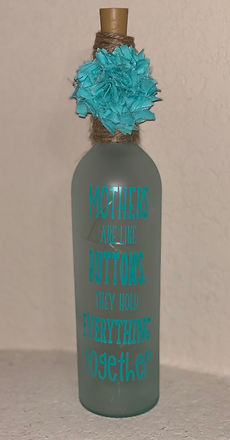 MOTHERS
ARE LIKE
BUTTONS,
THEY HOLD
EVERYTHING
together